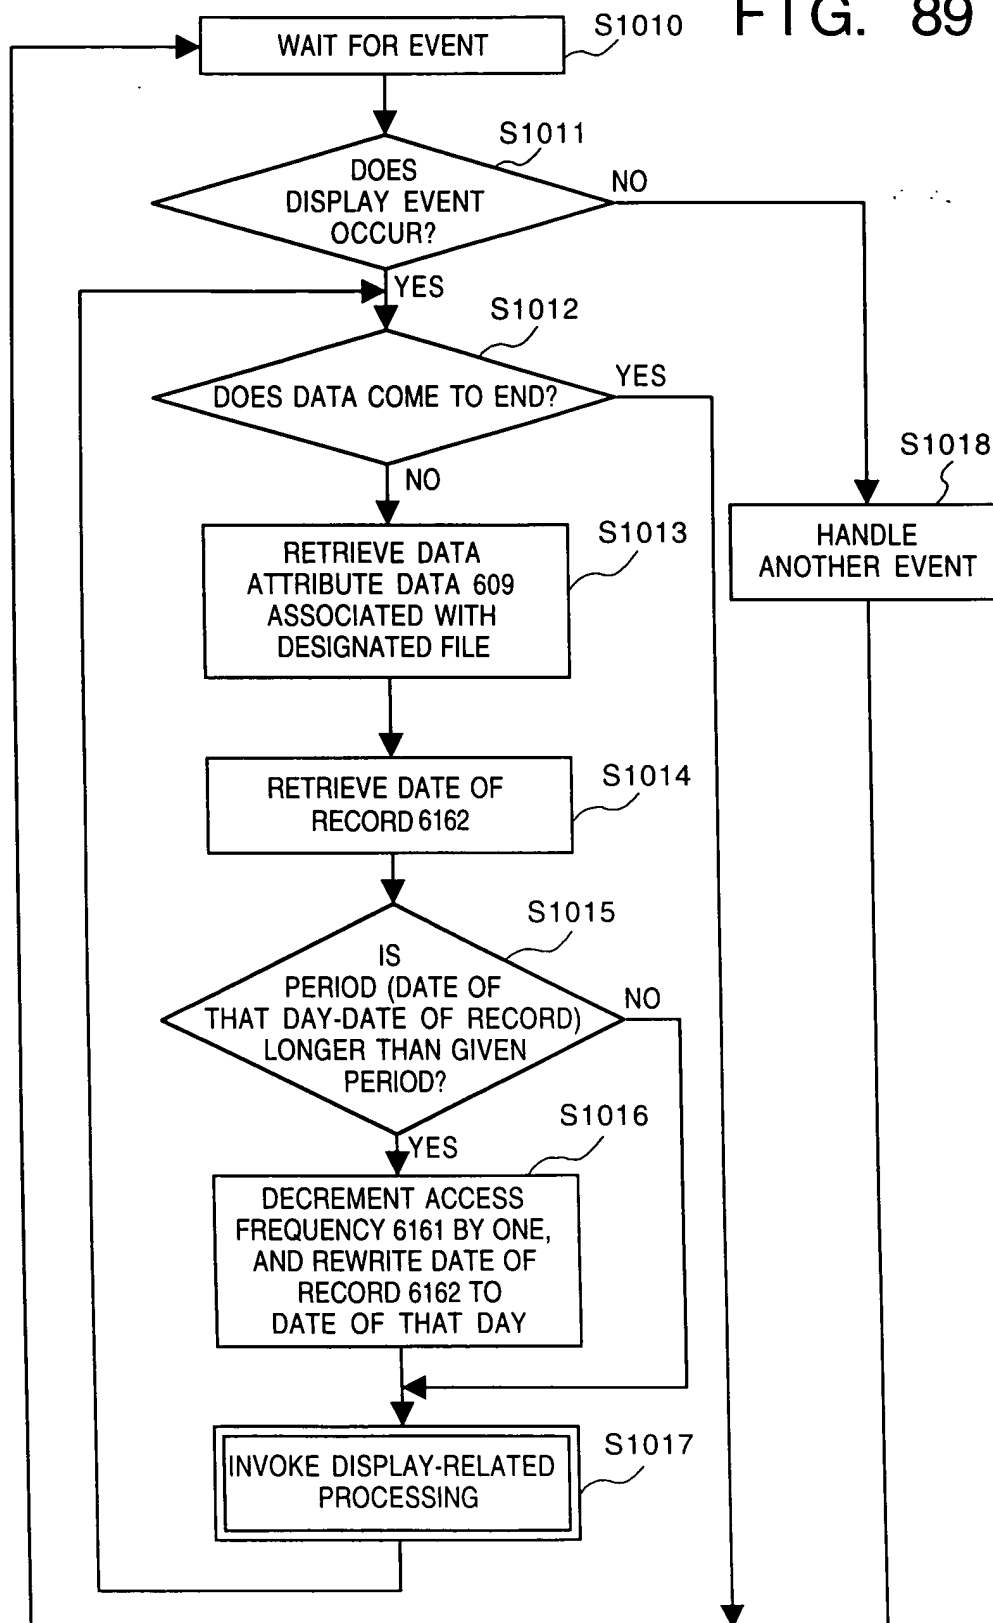 FIG. 89
WAIT FOR EVENT
S1010
S1011
DOES
DISPLAY EVENT
OCCUR?
NO
YES
S1012
DOES DATA COME TO END?
YES
NO
S1018
HANDLE
ANOTHER EVENT
S1013
RETRIEVE DATA
ATTRIBUTE DATA 609
ASSOCIATED WITH
DESIGNATED FILE
S1014
RETRIEVE DATE OF
RECORD 6162
S1015
IS
PERIOD (DATE OF
THAT DAY-DATE OF RECORD)
LONGER THAN GIVEN
PERIOD?
NO
YES
S1016
DECREMENT ACCESS
FREQUENCY 6161 BY ONE,
AND REWRITE DATE OF
RECORD 6162 TO
DATE OF THAT DAY
S1017
INVOKE DISPLAY-RELATED
PROCESSING